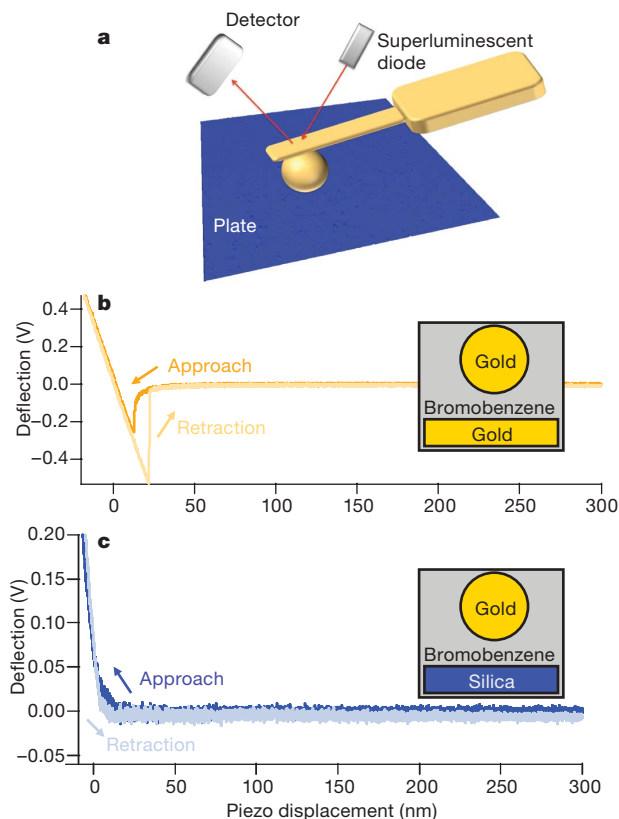 a
Detector
Superluminescent
diode
Plate
b
Deflection (V)
0.4
0.2
0.0
−0.2
−0.4
Approach
Retraction
Gold
Bromobenzene
Gold
0 50 100 150 200 250 300
c
Deflection (V)
0.20
0.15
0.10
0.05
0.00
−0.05
Approach
Retraction
Gold
Bromobenzene
Silica
0 50 100 150 200 250 300
Piezo displacement (nm)